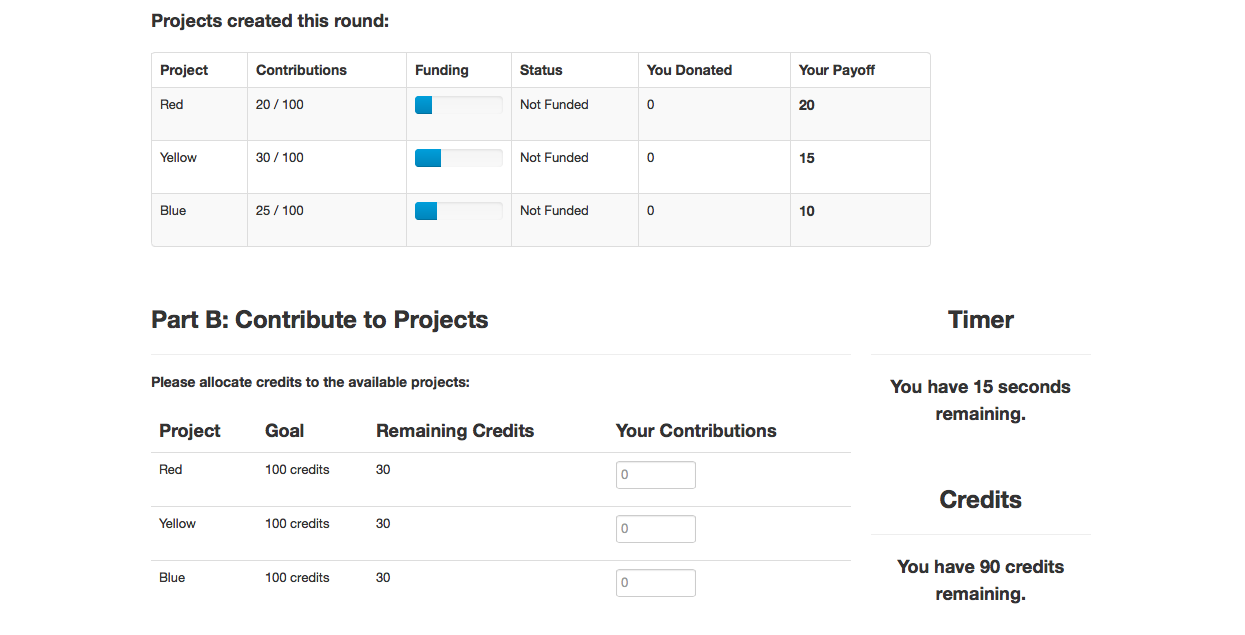 Projects created this round:
Project Contributions Funding Status You Donated Your Payoff
Red 20 / 100 Not Funded 0 20
Yellow 30 / 100 Not Funded 0 15
Blue 25 / 100 Not Funded 0 10
Part B: Contribute to Projects
Please allocate credits to the available projects:
Project Goal Remaining Credits Your Contributions
Red 100 credits 30 0
Yellow 100 credits 30 0
Blue 100 credits 30 0
Timer
You have 15 seconds
remaining.
Credits
You have 90 credits
remaining.